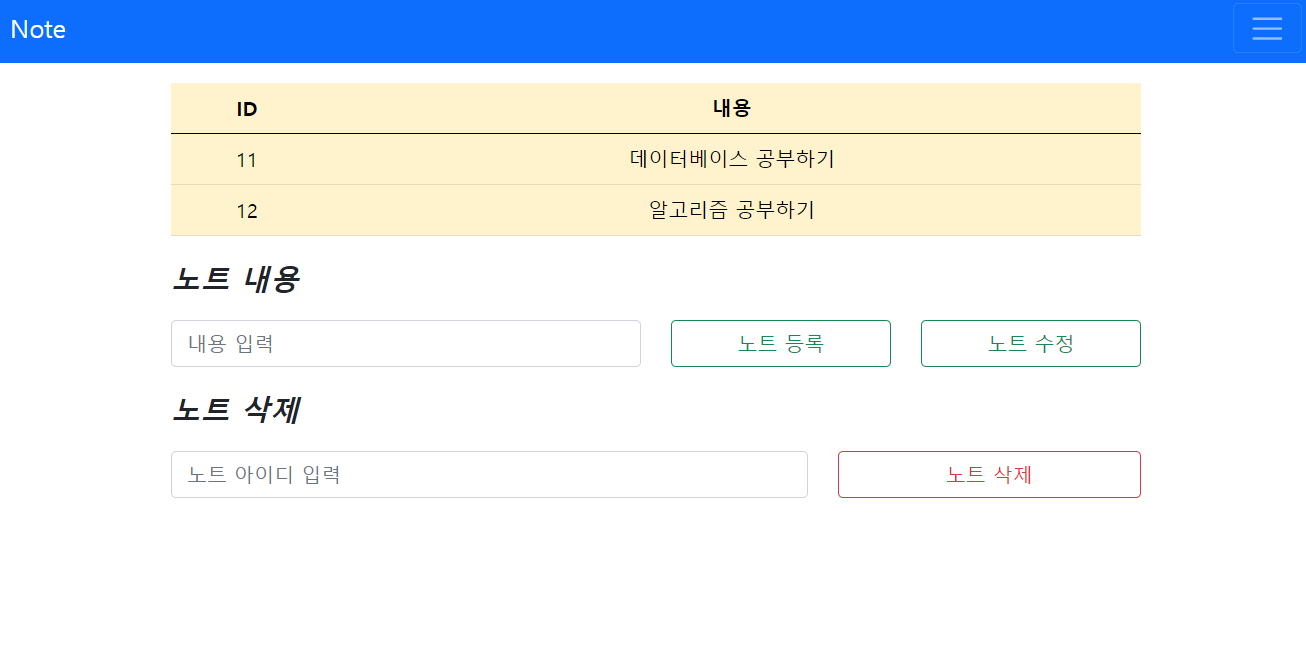 Note
ID 내용
11 데이터베이스 공부하기
12 알고리즘 공부하기
노트 내용
내용 입력 노트 등록 노트 수정
노트 삭제
노트 아이디 입력 노트 삭제